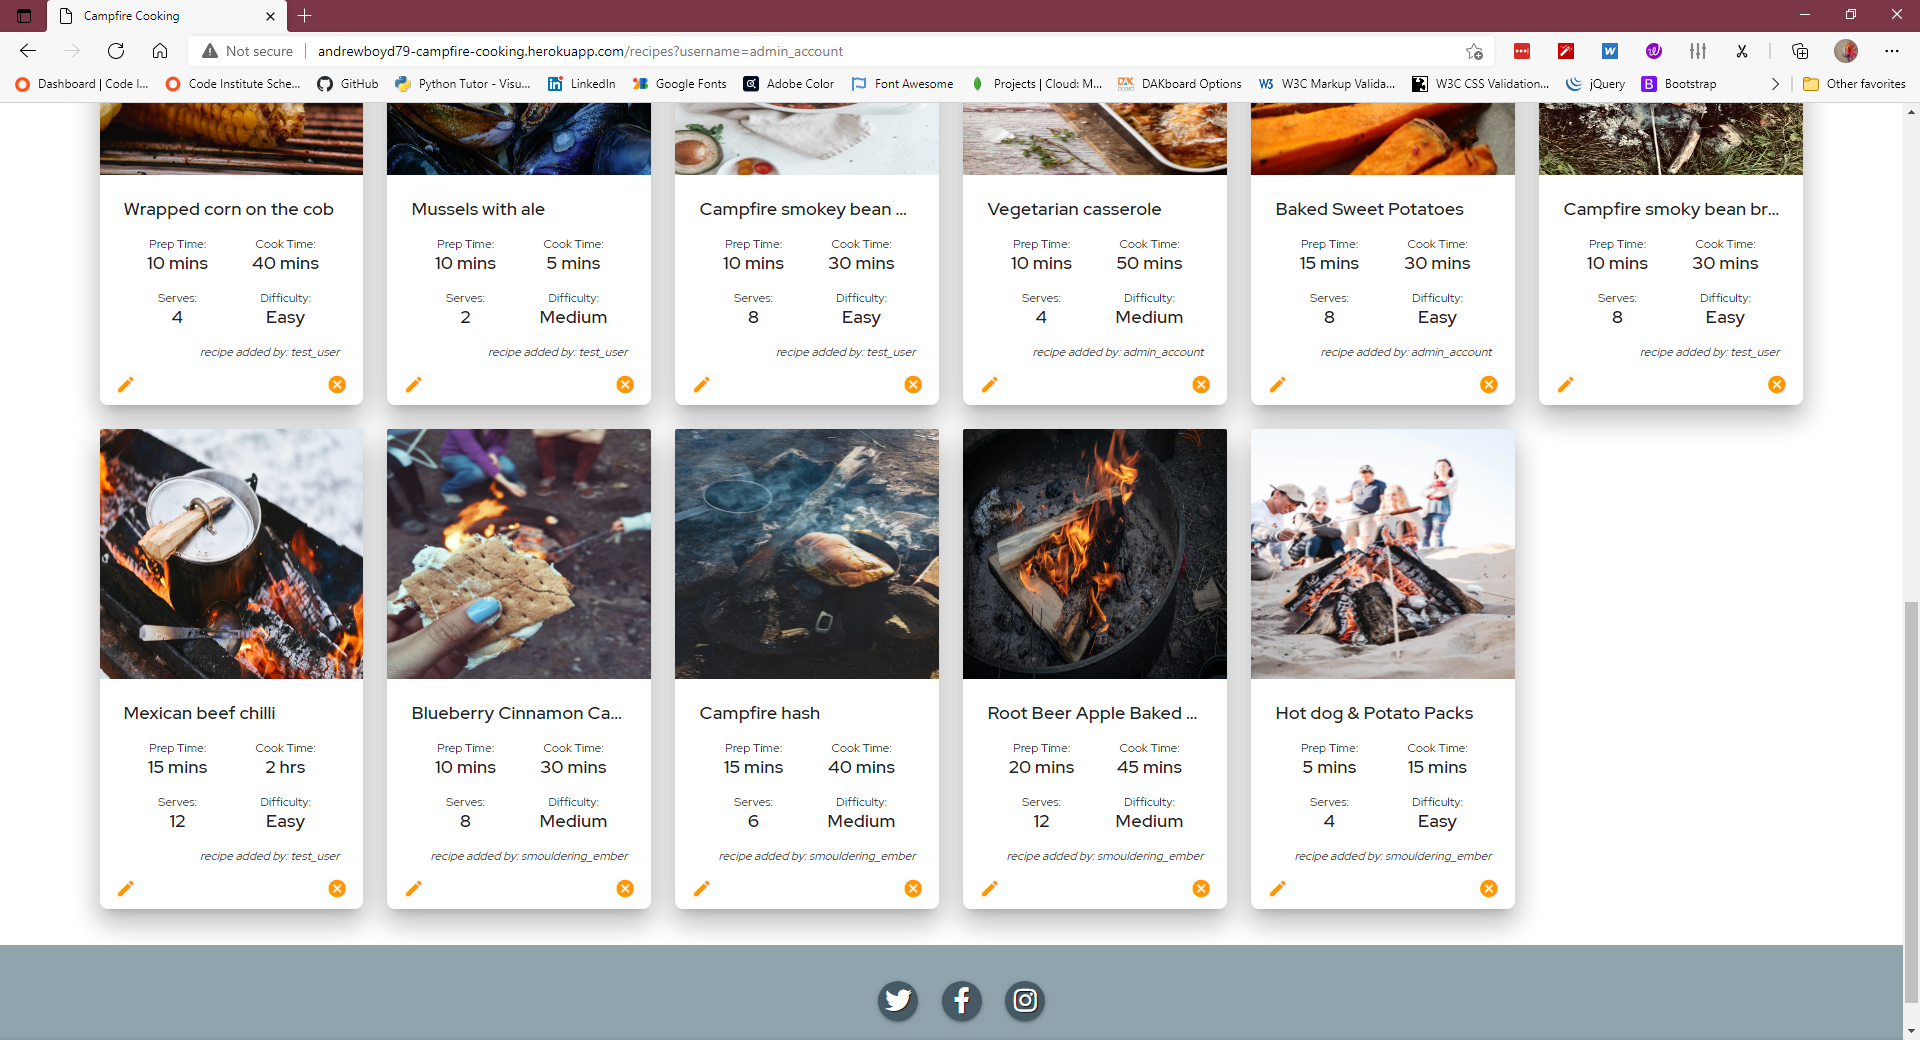 Campfire Cooking
Not secure andrewboyd79-campfire-cooking.herokuapp.com/recipes?username=admin_account
Dashboard | Code I... Code Institute Sche... GitHub Python Tutor - Visu... LinkedIn Google Fonts Adobe Color Font Awesome Projects | Cloud: M... DAKboard Options W3C Markup Valida... W3C CSS Validation... jQuery Bootstrap Other favorites
Wrapped corn on the cob Mussels with ale Campfire smokey bean ... Vegetarian casserole Baked Sweet Potatoes Campfire smoky bean br...
Prep Time: Cook Time: Prep Time: Cook Time: Prep Time: Cook Time: Prep Time: Cook Time: Prep Time: Cook Time: Prep Time: Cook Time:
10 mins 40 mins 10 mins 5 mins 10 mins 30 mins 10 mins 50 mins 15 mins 30 mins 10 mins 30 mins
Serves: Difficulty: Serves: Difficulty: Serves: Difficulty: Serves: Difficulty: Serves: Difficulty: Serves: Difficulty:
4 Easy 2 Medium 8 Easy 4 Medium 8 Easy 8 Easy
recipe added by: test_user recipe added by: test_user recipe added by: test_user recipe added by: admin_account recipe added by: admin_account recipe added by: test_user
Mexican beef chilli Blueberry Cinnamon Ca... Campfire hash Root Beer Apple Baked ... Hot dog & Potato Packs
Prep Time: Cook Time: Prep Time: Cook Time: Prep Time: Cook Time: Prep Time: Cook Time: Prep Time: Cook Time:
15 mins 2 hrs 10 mins 30 mins 15 mins 40 mins 20 mins 45 mins 5 mins 15 mins
Serves: Difficulty: Serves: Difficulty: Serves: Difficulty: Serves: Difficulty: Serves: Difficulty:
12 Easy 8 Medium 6 Medium 12 Medium 4 Easy
recipe added by: test_user recipe added by: smouldering_ember recipe added by: smouldering_ember recipe added by: smouldering_ember recipe added by: smouldering_ember